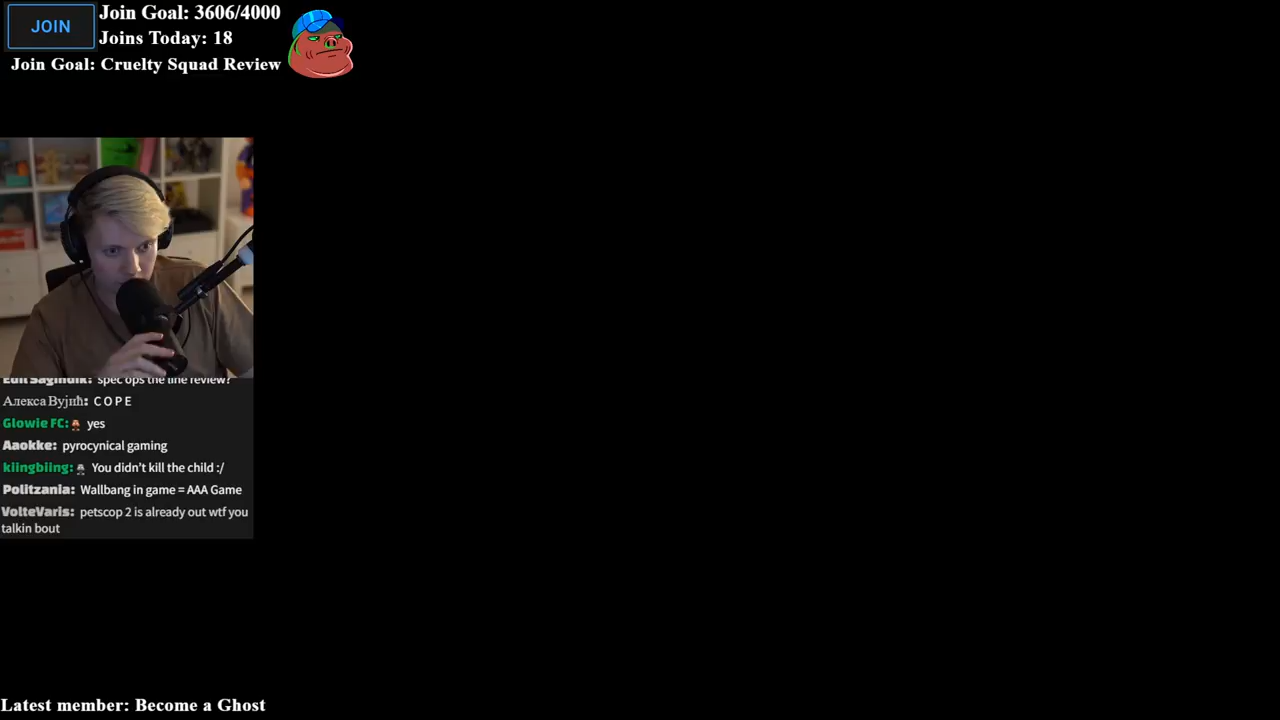 JOIN
Join Goal: 3606/4000
Joins Today: 18
Join Goal: Cruelty Squad Review
Edil Sagindik: spec ops the line review?
Алекса Вујић: C O P E
Glowie FC: yes
Aaokke: pyrocynical gaming
kiingbiing: You didn't kill the child :/
Politzania: Wallbang in game = AAA Game
VolteVaris: petscop 2 is already out wtf you
talkin bout
Latest member: Become a Ghost